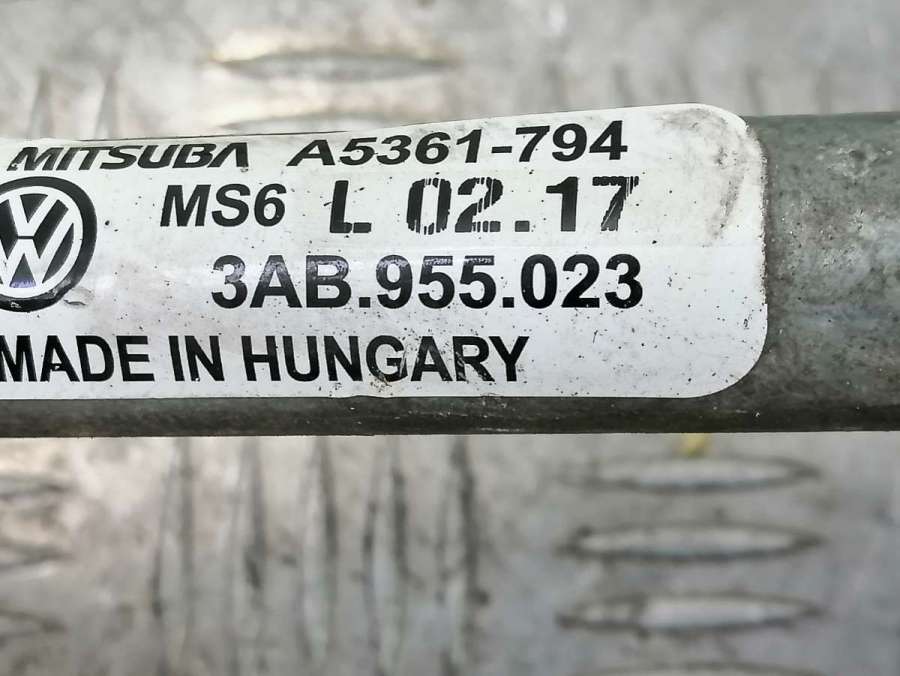 MITSUBA A5361-794
MS6 L 02.17
3AB.955.023
MADE IN HUNGARY